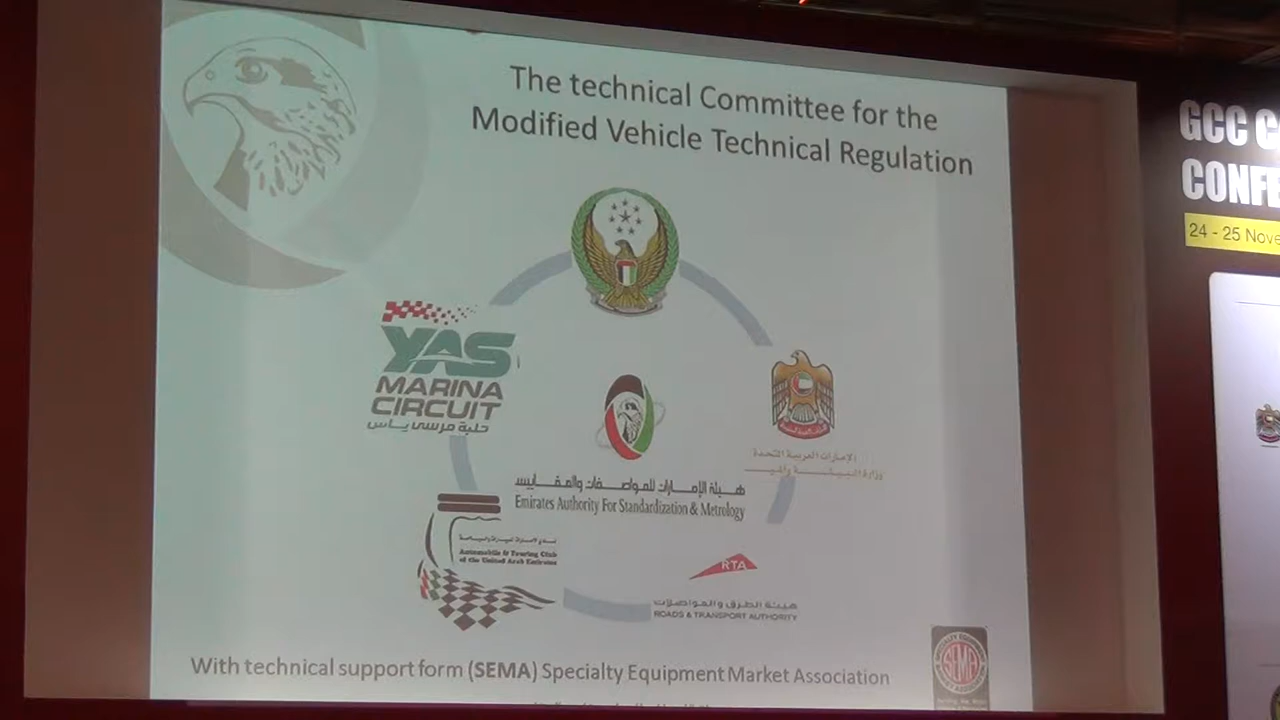 The technical Committee for the
Modified Vehicle Technical Regulation
GCC
24 - 25 Nove
YAS
MARINA
CIRCUIT
حلبة مرسى ياس
الإمارات العربية المتحدة
هيئة الإمارات للمواصفات والمقاييس
Emirates Authority For Standardization & Metrology
Automobile & Touring Club
of the United Arab Emirates
RTA
هيئة الطرق والمواصلات
ROADS & TRANSPORT AUTHORITY
With technical support form (SEMA) Specialty Equipment Market Association
SEMA